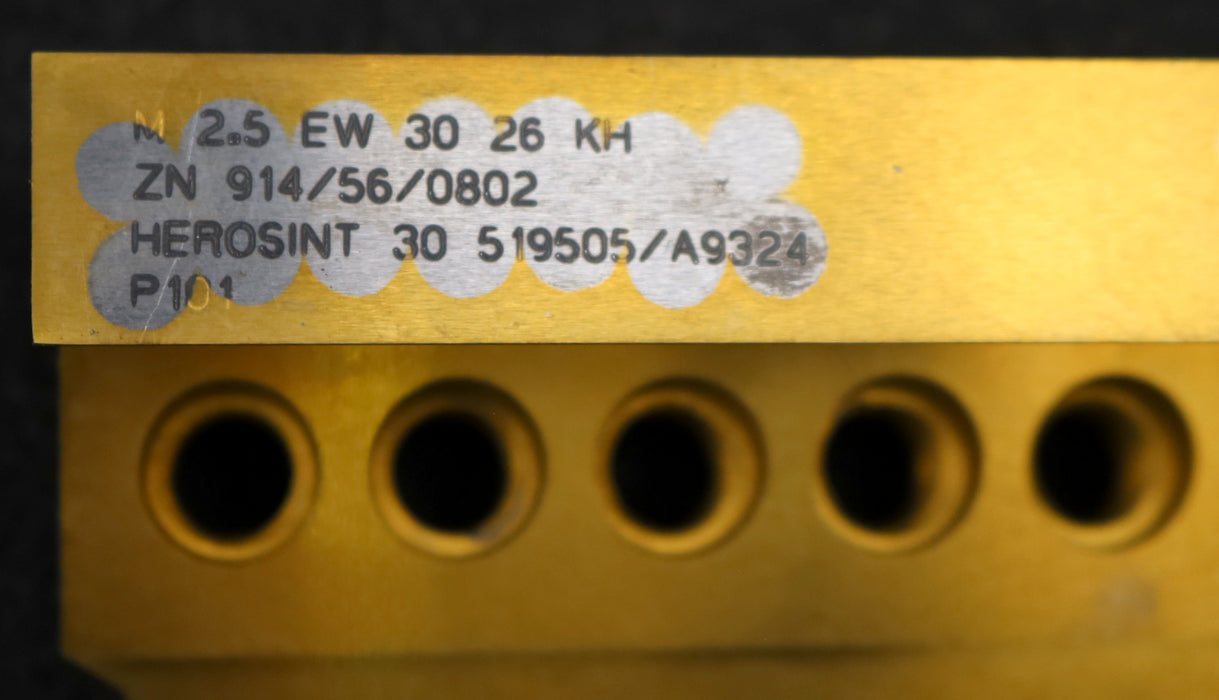 M 2.5 EW 30 26 KH
ZN 914/56/0802
HEROSINT 30 519505/A9324
P101